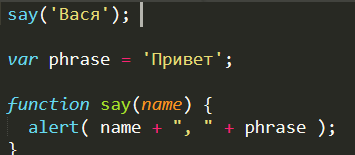 say('Вася');
var phrase = 'Привет';
function say(name) {
  alert( name + ", " + phrase );
}